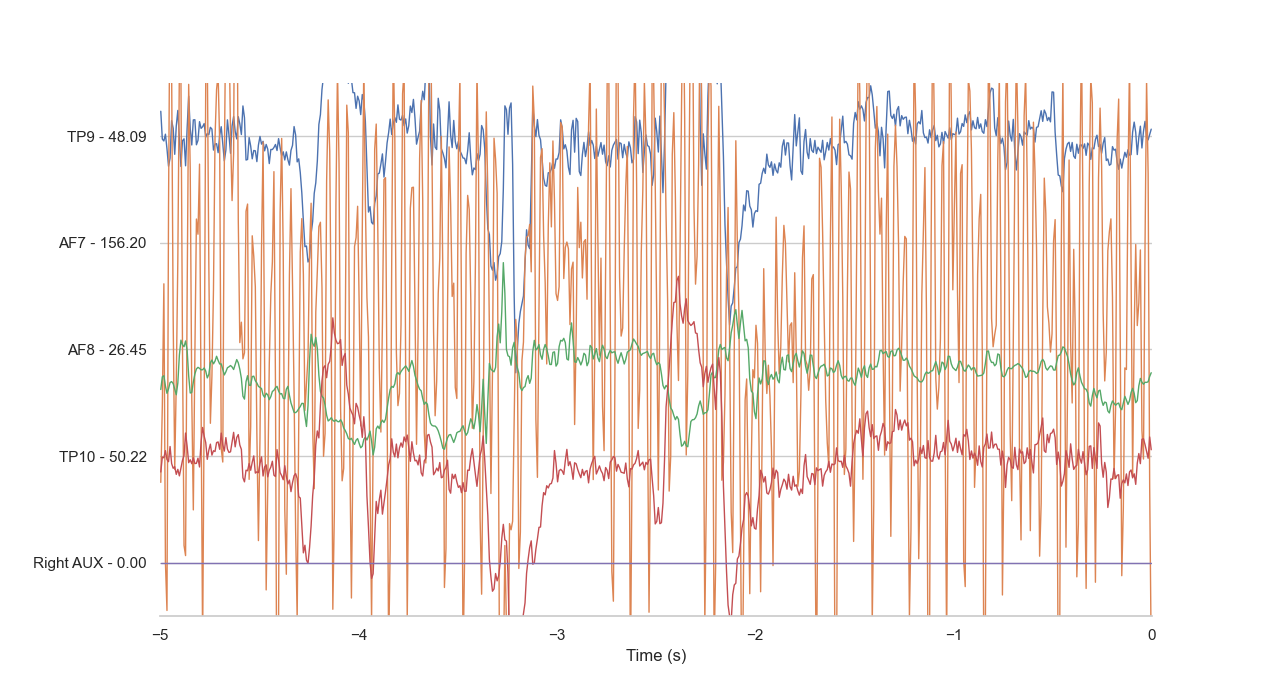 TP9 - 48.09
AF7 - 156.20
AF8 - 26.45
TP10 - 50.22
Right AUX - 0.00
−5 −4 −3 −2 −1 0
Time (s)